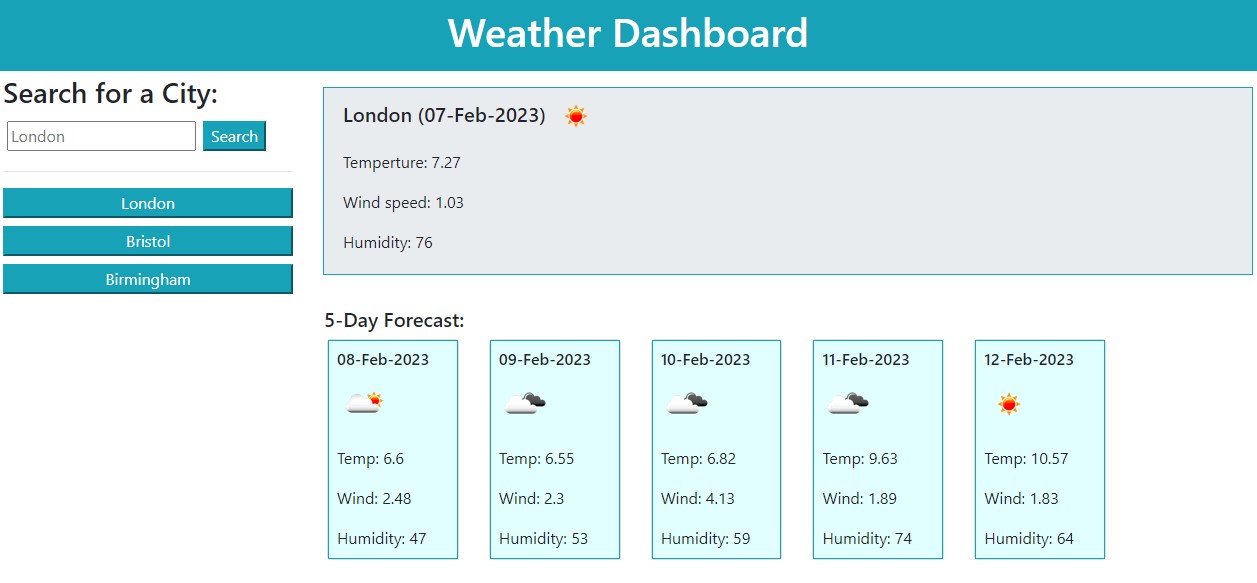 Weather Dashboard
Search for a City:
London
Search
London
Bristol
Birmingham
London (07-Feb-2023)
Temperture: 7.27
Wind speed: 1.03
Humidity: 76
5-Day Forecast:
08-Feb-2023
Temp: 6.6
Wind: 2.48
Humidity: 47
09-Feb-2023
Temp: 6.55
Wind: 2.3
Humidity: 53
10-Feb-2023
Temp: 6.82
Wind: 4.13
Humidity: 59
11-Feb-2023
Temp: 9.63
Wind: 1.89
Humidity: 74
12-Feb-2023
Temp: 10.57
Wind: 1.83
Humidity: 64